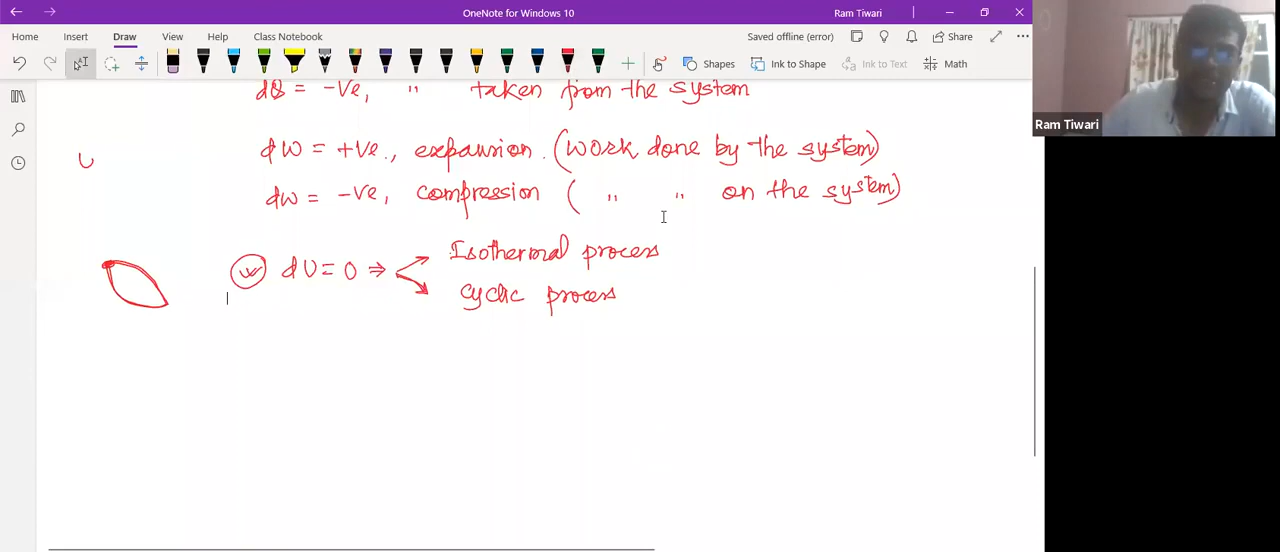 OneNote for Windows 10
Ram Tiwari
Home Insert Draw View Help Class Notebook
Saved offline (error)
Share
Shapes
Ink to Shape
Ink to Text
Math
Ram Tiwari
dQ = -ve, " taken from the system
dW = +ve, expansion. (work done by the system)
dw = -ve, compression ( " " on the system)
dU = 0 ⇒ Isothermal process
cyclic process